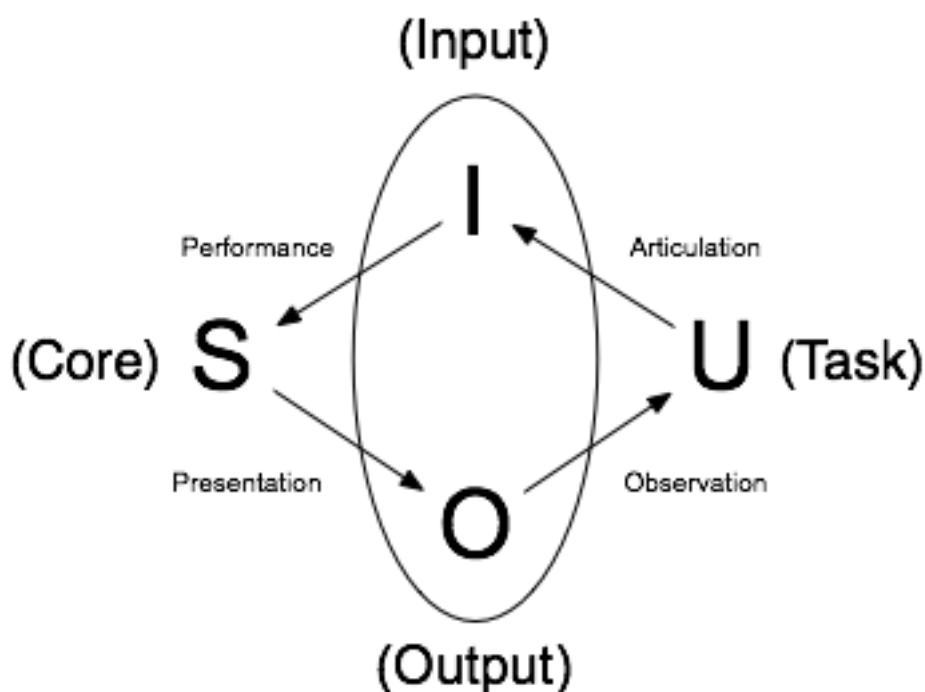 (Input)
I
Performance Articulation
(Core) S U (Task)
Presentation Observation
O
(Output)